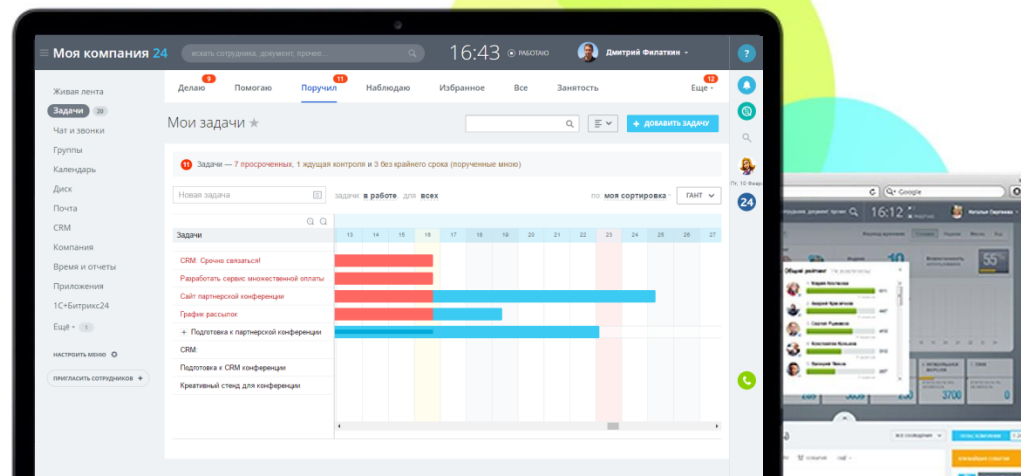 Моя компания 24
искать сотрудника, документ, прочее...
16:43 РАБОТАЮ
Дмитрий Филаткин
?
Живая лента
Задачи 20
Чат и звонки
Группы
Календарь
Диск
Почта
CRM
Компания
Время и отчеты
Приложения
1С+Битрикс24
Ещё 1
НАСТРОИТЬ МЕНЮ
ПРИГЛАСИТЬ СОТРУДНИКОВ +
9 11 12
Делаю Помогаю Поручил Наблюдаю Избранное Все Занятость Еще
Мои задачи
+ ДОБАВИТЬ ЗАДАЧУ
11 Задачи — 7 просроченных, 1 ждущая контроля и 3 без крайнего срока (порученные мною)
Новая задача
задачи: в работе для всех
по моя сортировка
ГАНТ
Задачи
13 14 15 16 17 18 19 20 21 22 23 24 25 26 27
CRM: Срочно связаться!
Разработать сервис множественной оплаты
Сайт партнерской конференции
График рассылок
+ Подготовка к партнерской конференции
CRM:
Подготовка к CRM конференции
Креативный стенд для конференции
24
Google
16:12
10
55%
Общий рейтинг
3700
0